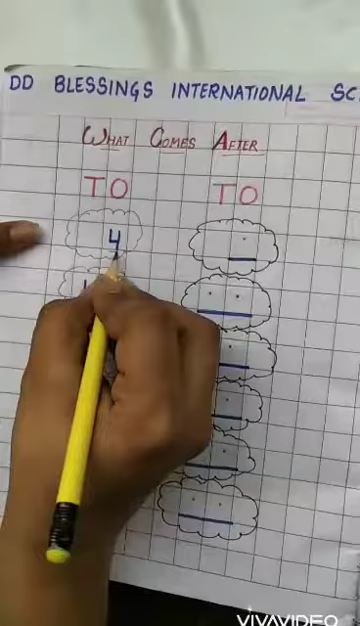 DD BLESSINGS INTERNATIONAL SC
WHAT COMES AFTER
TO TO
4
VIVAVIDEO